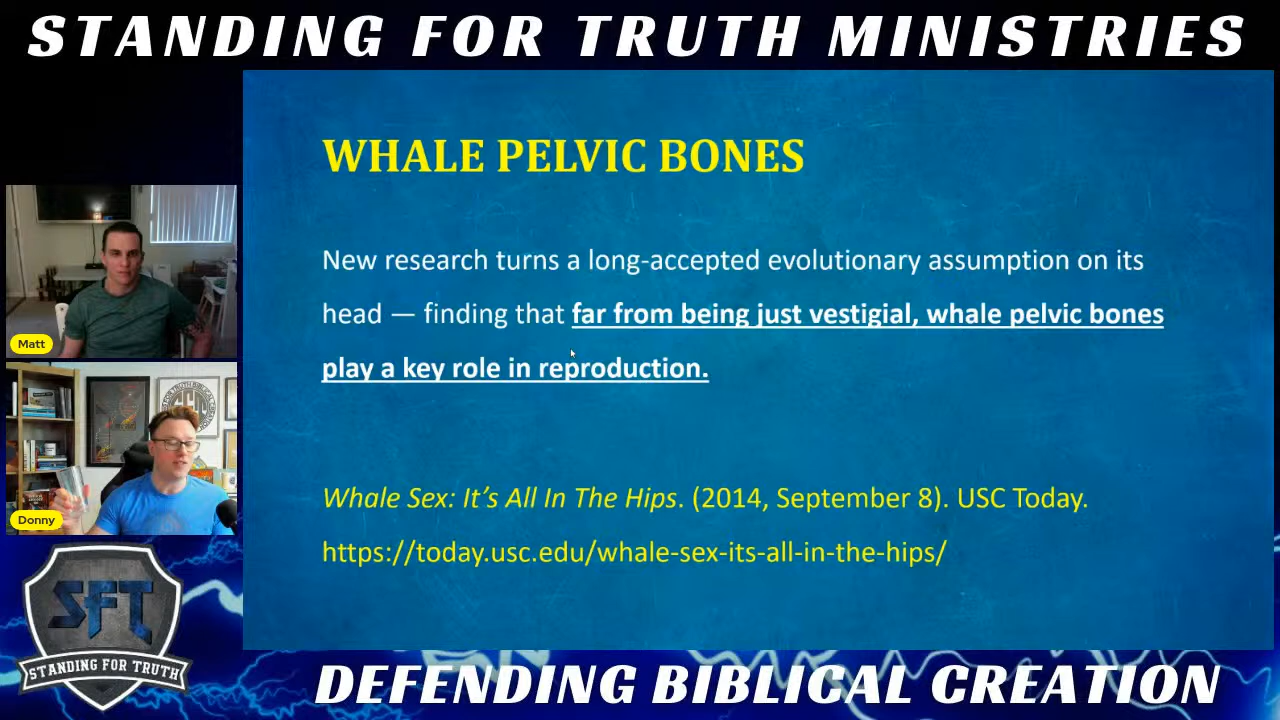 STANDING FOR TRUTH MINISTRIES
WHALE PELVIC BONES
New research turns a long-accepted evolutionary assumption on its
head — finding that far from being just vestigial, whale pelvic bones
play a key role in reproduction.
Whale Sex: It’s All In The Hips. (2014, September 8). USC Today.
https://today.usc.edu/whale-sex-its-all-in-the-hips/
Matt
Donny
SFT
STANDING FOR TRUTH
DEFENDING BIBLICAL CREATION